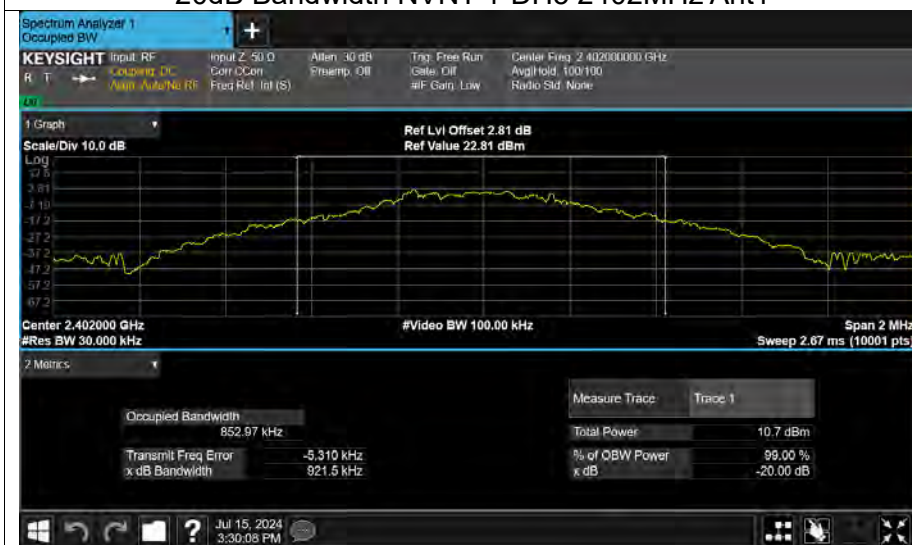 20dB Bandwidth NVNT 1-DH5 2402MHz Ant1
Spectrum Analyzer 1
Occupied BW
KEYSIGHT Input: RF
R T Coupling: DC
Align: Auto/No RF
Input Z: 50 Ω
Corr CCorr
Freq Ref: Int (S)
Atten: 30 dB
Preamp: Off
Trig: Free Run
Gate: Off
#IF Gain: Low
Center Freq: 2.402000000 GHz
Avg|Hold: 100/100
Radio Std: None
1 Graph
Scale/Div 10.0 dB
Ref Lvl Offset 2.81 dB
Ref Value 22.81 dBm
Log
2.81
-7.19
-17.2
-27.2
-37.2
-47.2
-57.2
-67.2
Center 2.402000 GHz
#Res BW 30.000 kHz
#Video BW 100.00 kHz
Span 2 MHz
Sweep 2.67 ms (10001 pts)
2 Metrics
Measure Trace Trace 1
Occupied Bandwidth
852.97 kHz
Total Power 10.7 dBm
Transmit Freq Error -5.310 kHz
% of OBW Power 99.00 %
x dB Bandwidth 921.5 kHz
x dB -20.00 dB
Jul 15, 2024
3:30:08 PM